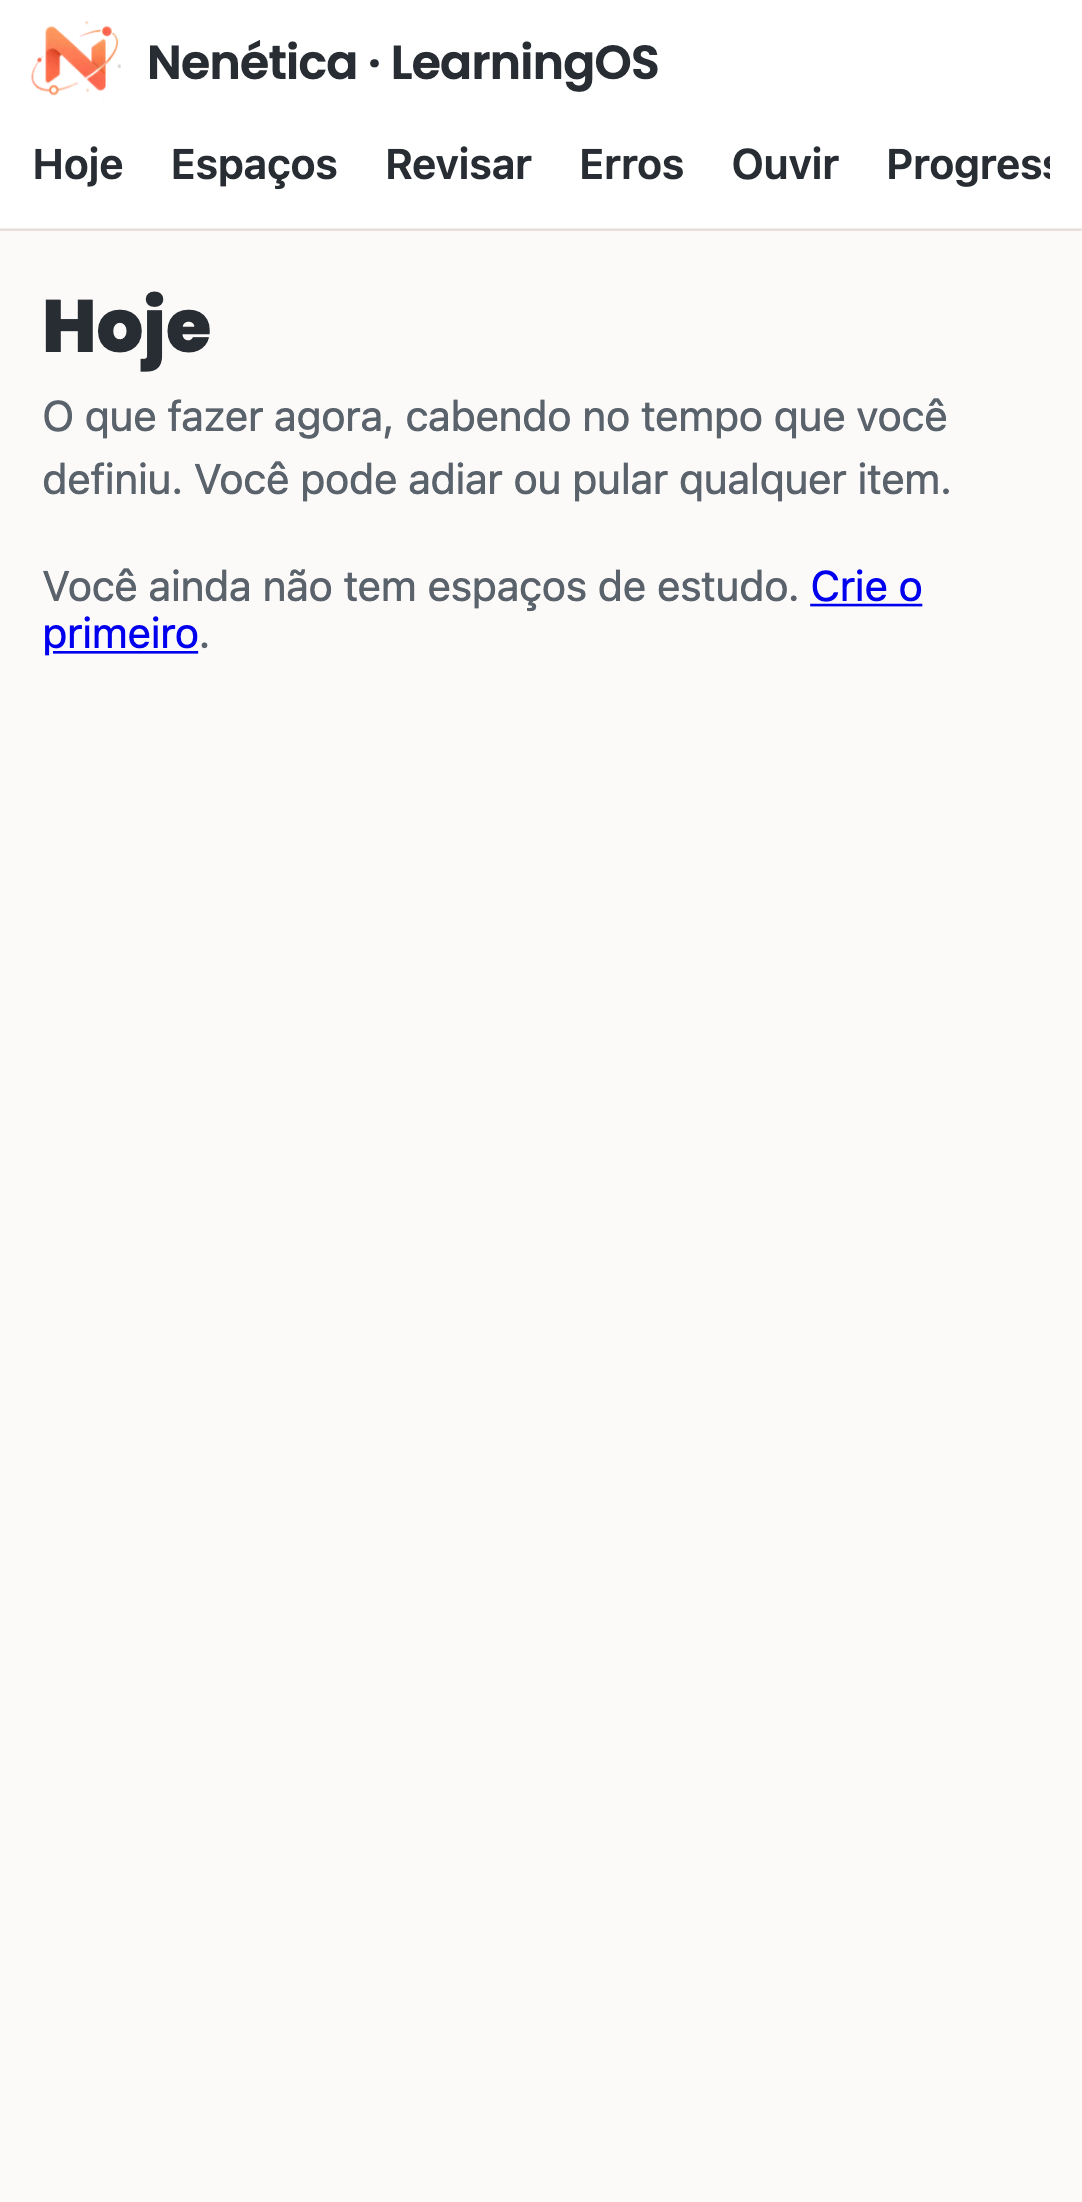 Nenética · LearningOS
Hoje Espaços Revisar Erros Ouvir Progress
Hoje
O que fazer agora, cabendo no tempo que você
definiu. Você pode adiar ou pular qualquer item.
Você ainda não tem espaços de estudo. Crie o
primeiro.